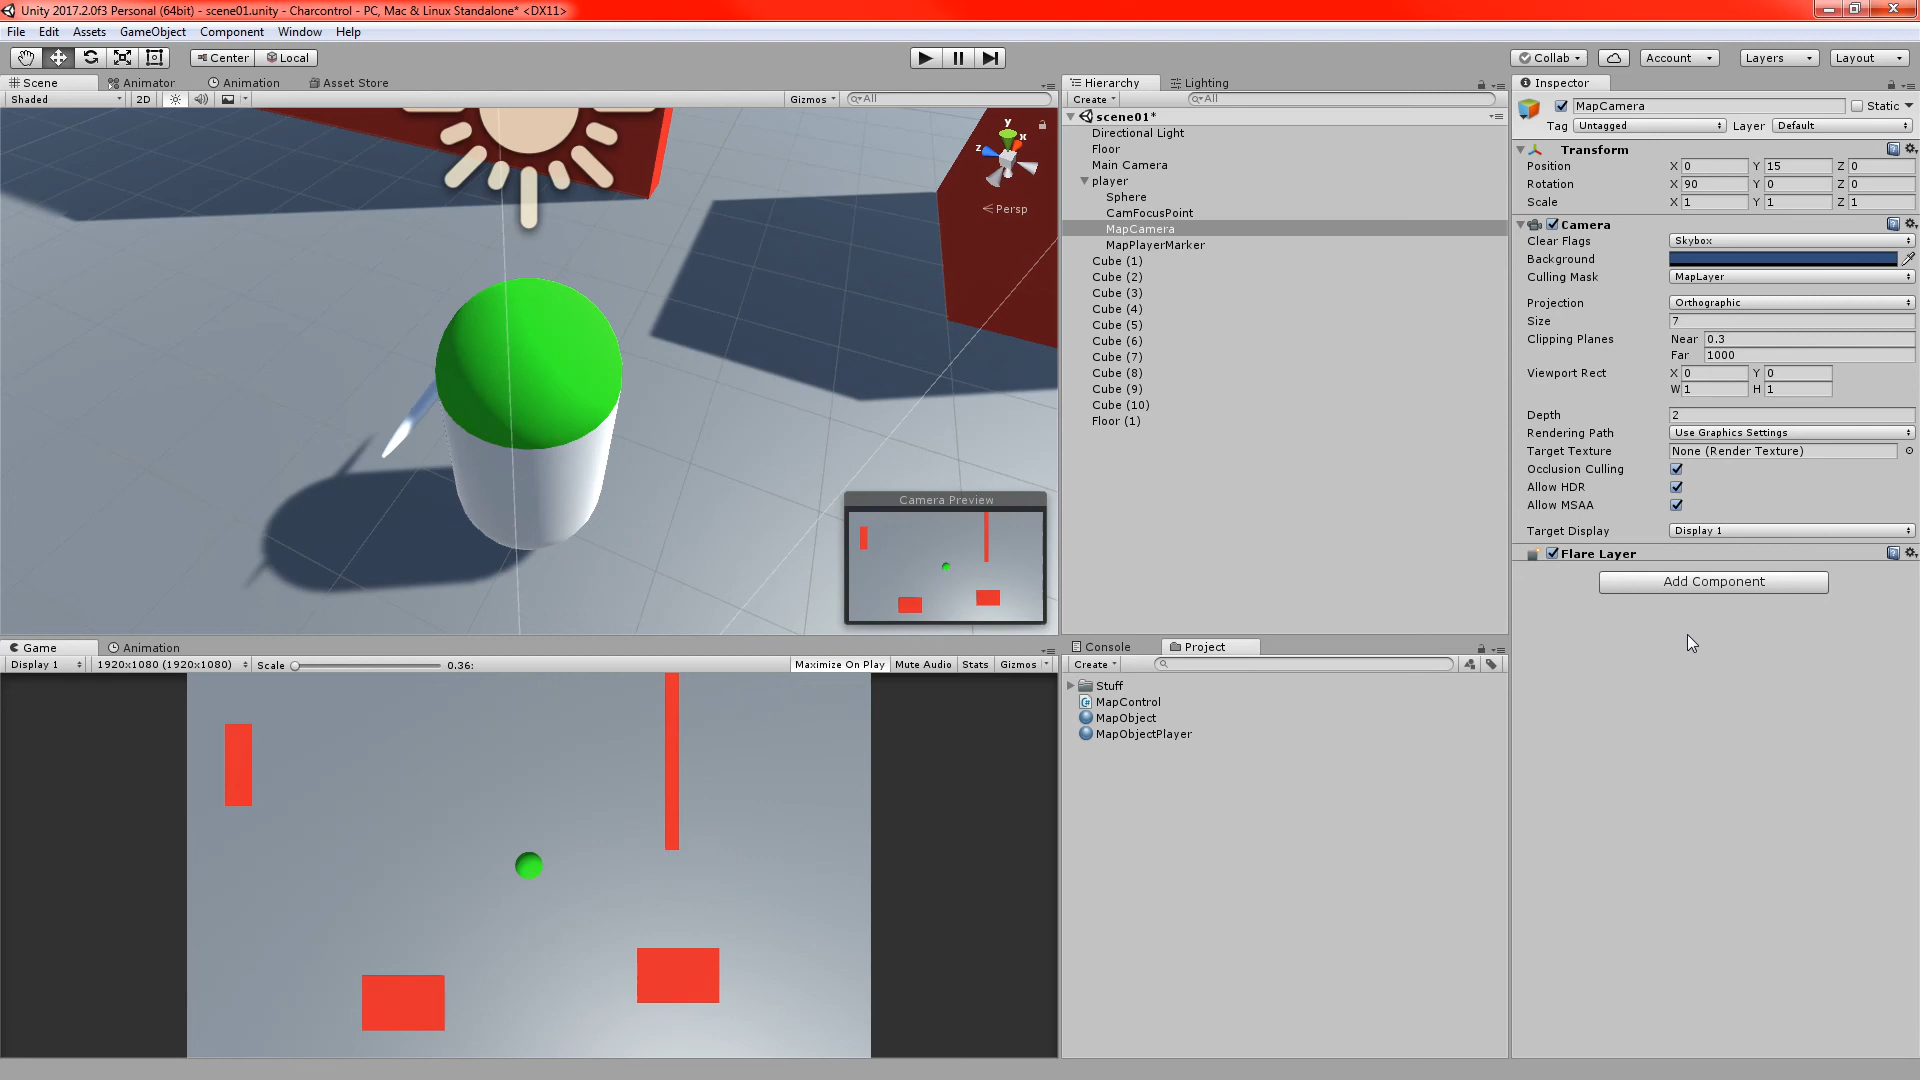 Unity 2017.2.0f3 Personal (64bit) - scene01.unity - Charcontrol - PC, Mac & Linux Standalone* <DX11>
File Edit Assets GameObject Component Window Help
Center Local
Collab Account Layers Layout
Scene Animator Animation Asset Store
Shaded 2D Gizmos All
y
x
z
Persp
Camera Preview
Hierarchy Lighting
Create All
scene01*
Directional Light
Floor
Main Camera
player
Sphere
CamFocusPoint
MapCamera
MapPlayerMarker
Cube (1)
Cube (2)
Cube (3)
Cube (4)
Cube (5)
Cube (6)
Cube (7)
Cube (8)
Cube (9)
Cube (10)
Floor (1)
Inspector
MapCamera Static
Tag Untagged Layer Default
Transform
Position X 0 Y 15 Z 0
Rotation X 90 Y 0 Z 0
Scale X 1 Y 1 Z 1
Camera
Clear Flags Skybox
Background
Culling Mask MapLayer
Projection Orthographic
Size 7
Clipping Planes Near 0.3
Far 1000
Viewport Rect X 0 Y 0
W 1 H 1
Depth 2
Rendering Path Use Graphics Settings
Target Texture None (Render Texture)
Occlusion Culling
Allow HDR
Allow MSAA
Target Display Display 1
Flare Layer
Add Component
Game Animation
Display 1 1920x1080 (1920x1080) Scale 0.36: Maximize On Play Mute Audio Stats Gizmos
Console Project
Create
Stuff
MapControl
MapObject
MapObjectPlayer